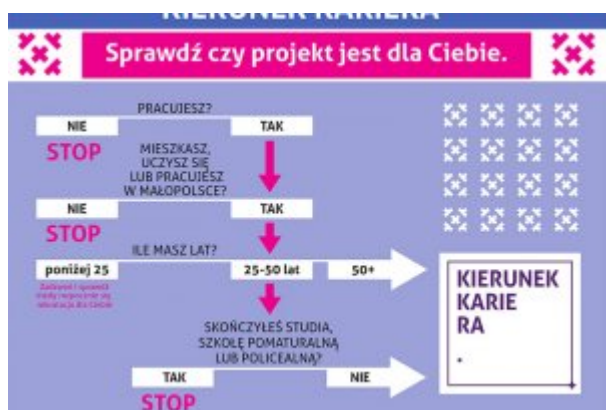 KIERUNEK KARIERA
Sprawdź czy projekt jest dla Ciebie.
PRACUJESZ?
NIE
TAK
STOP
MIESZKASZ,
UCZYSZ SIĘ
LUB PRACUJESZ
W MAŁOPOLSCE?
NIE
TAK
STOP
ILE MASZ LAT?
poniżej 25
25-50 lat
50+
KIERUNEK
KARIE
RA
.
SKOŃCZYŁEŚ STUDIA,
SZKOŁĘ POMATURALNĄ
LUB POLICEALNĄ?
TAK
NIE
STOP